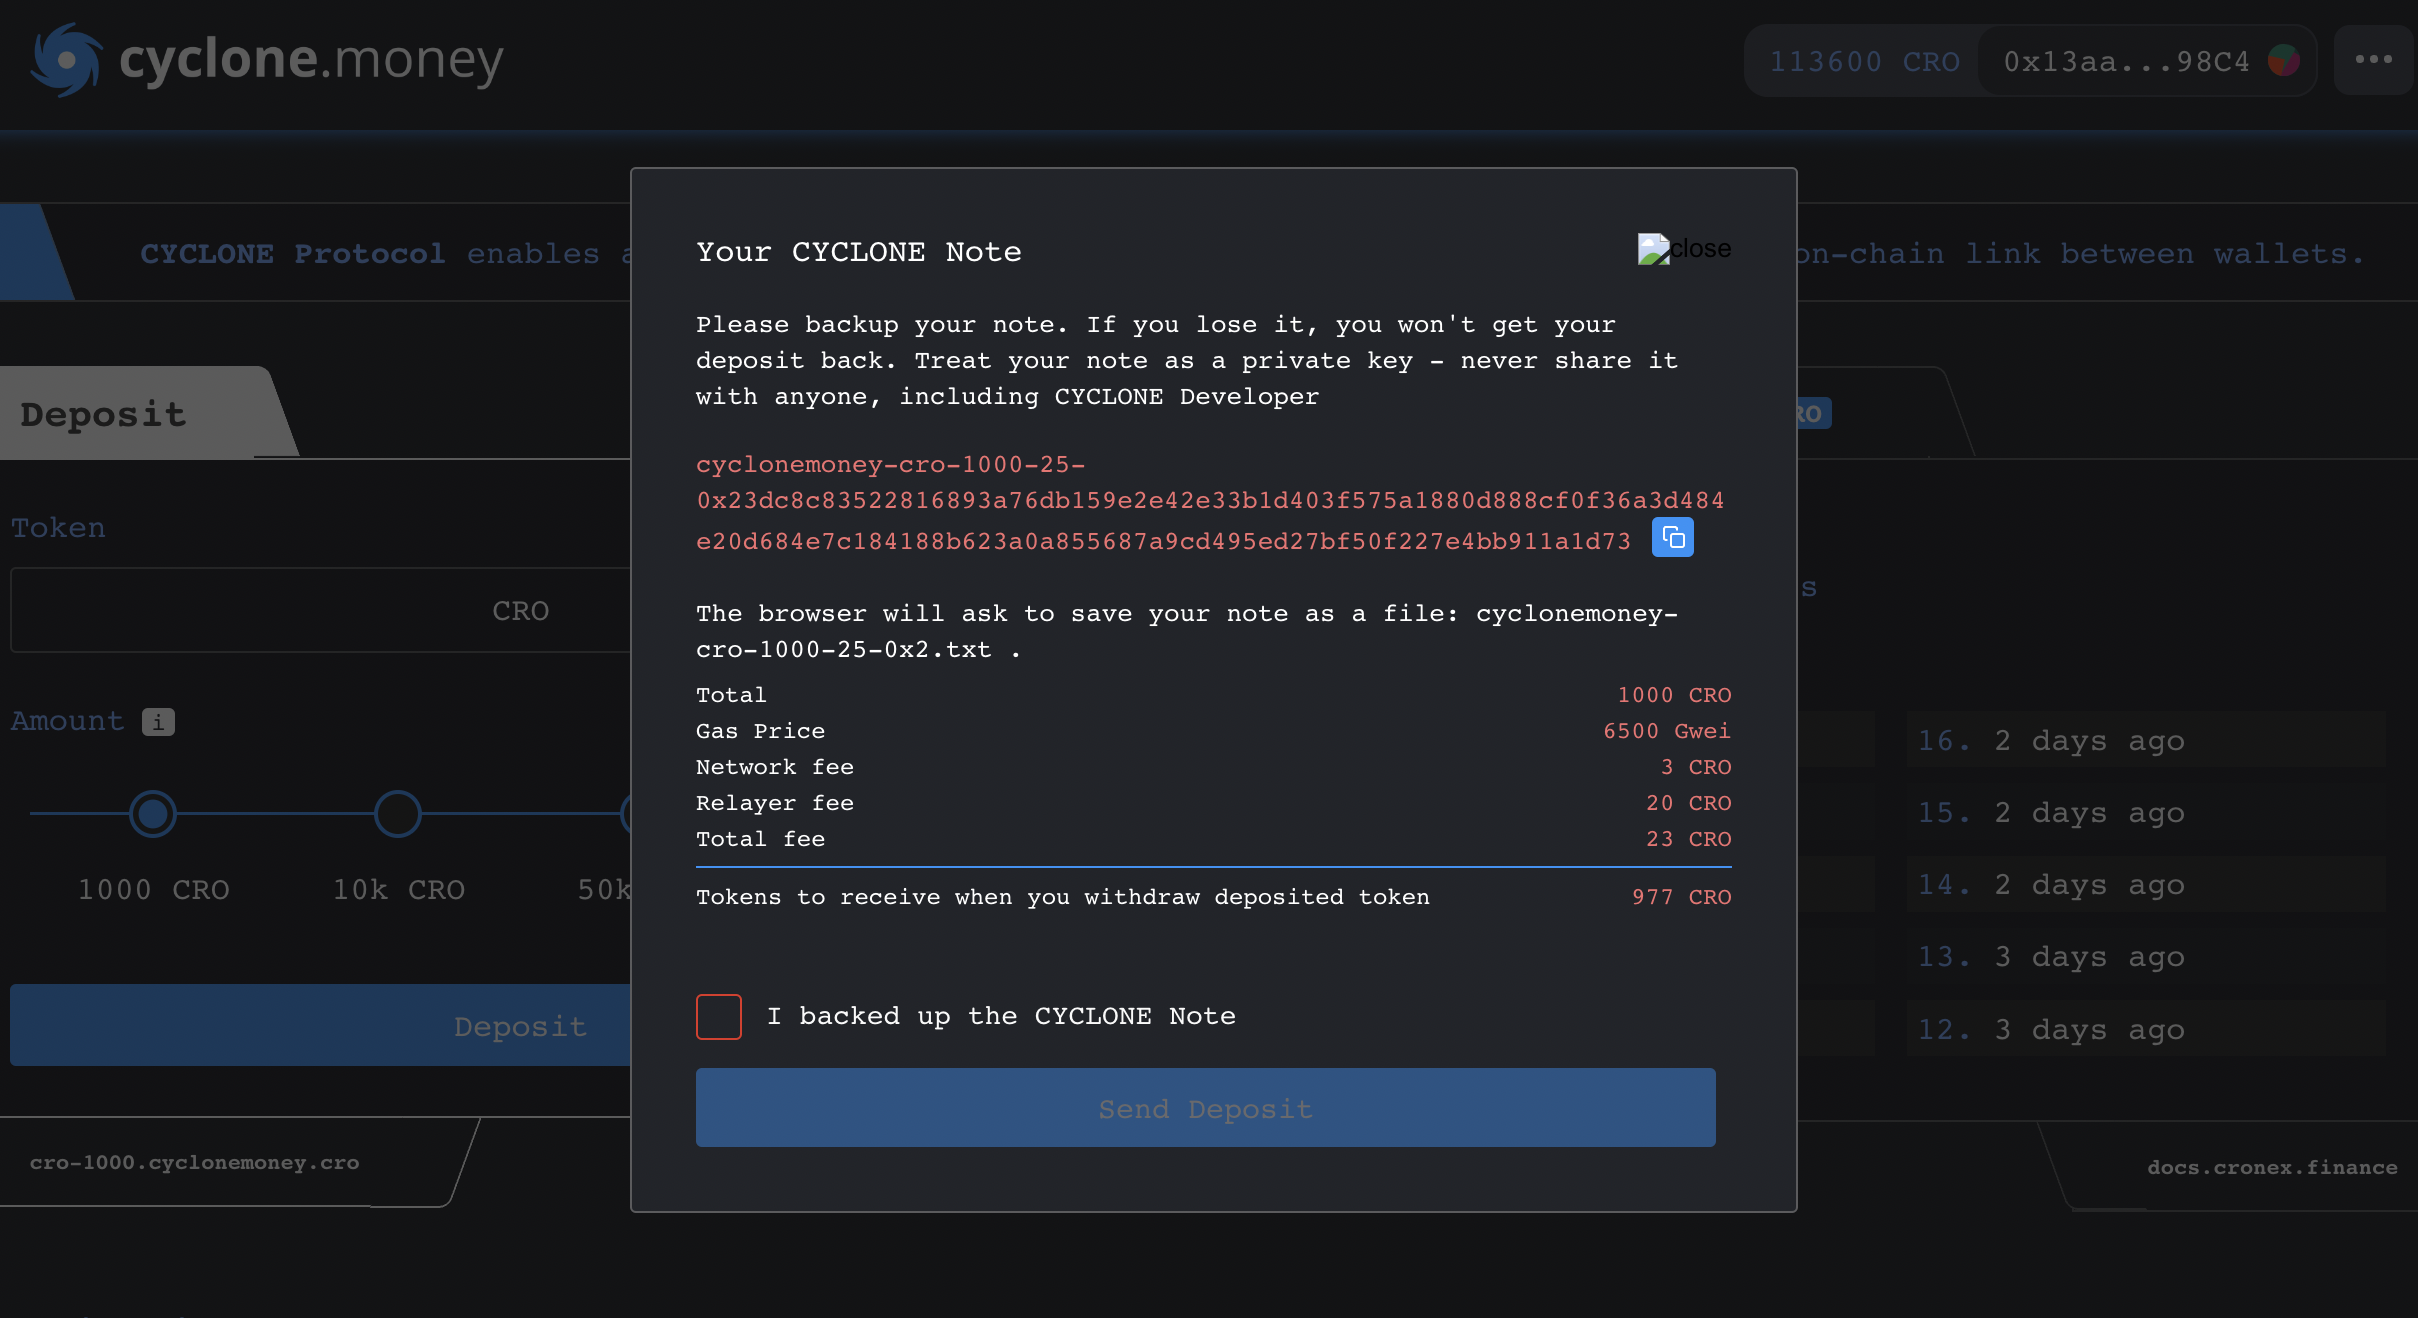 cyclone.money
113600 CRO
0x13aa...98C4
CYCLONE Protocol enables
on-chain link between wallets.
Your CYCLONE Note
close
Please backup your note. If you lose it, you won't get your
deposit back. Treat your note as a private key - never share it
with anyone, including CYCLONE Developer
cyclonemoney-cro-1000-25-
0x23dc8c83522816893a76db159e2e42e33b1d403f575a1880d888cf0f36a3d484
e20d684e7c184188b623a0a855687a9cd495ed27bf50f227e4bb911a1d73
The browser will ask to save your note as a file: cyclonemoney-
cro-1000-25-0x2.txt .
Total 1000 CRO
Gas Price 6500 Gwei
Network fee 3 CRO
Relayer fee 20 CRO
Total fee 23 CRO
Tokens to receive when you withdraw deposited token 977 CRO
I backed up the CYCLONE Note
Send Deposit
Deposit
Token
CRO
Amount i
1000 CRO
10k CRO
50k
Deposit
cro-1000.cyclonemoney.cro
RO
s
16. 2 days ago
15. 2 days ago
14. 2 days ago
13. 3 days ago
12. 3 days ago
docs.cronex.finance